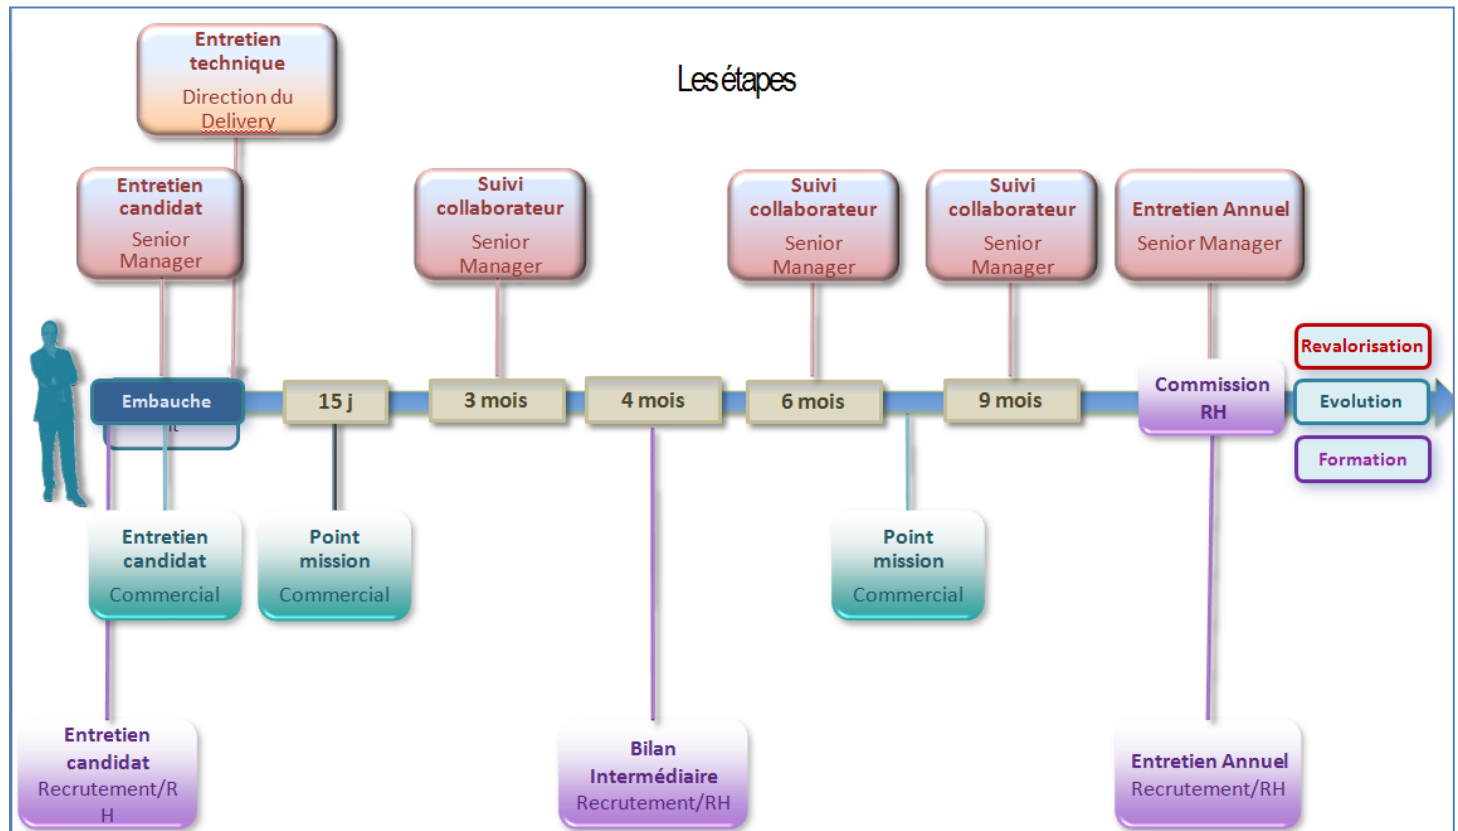 Entretien
technique
Direction du
Delivery
Les étapes
Entretien
candidat
Senior
Manager
Suivi
collaborateur
Senior
Manager
Suivi
collaborateur
Senior
Manager
Suivi
collaborateur
Senior
Manager
Entretien Annuel
Senior Manager
Embauche
15 j
3 mois
4 mois
6 mois
9 mois
Commission
RH
Revalorisation
Evolution
Formation
Entretien
candidat
Commercial
Point
mission
Commercial
Point
mission
Commercial
Entretien
candidat
Recrutement/R
H
Bilan
Intermédiaire
Recrutement/RH
Entretien Annuel
Recrutement/RH